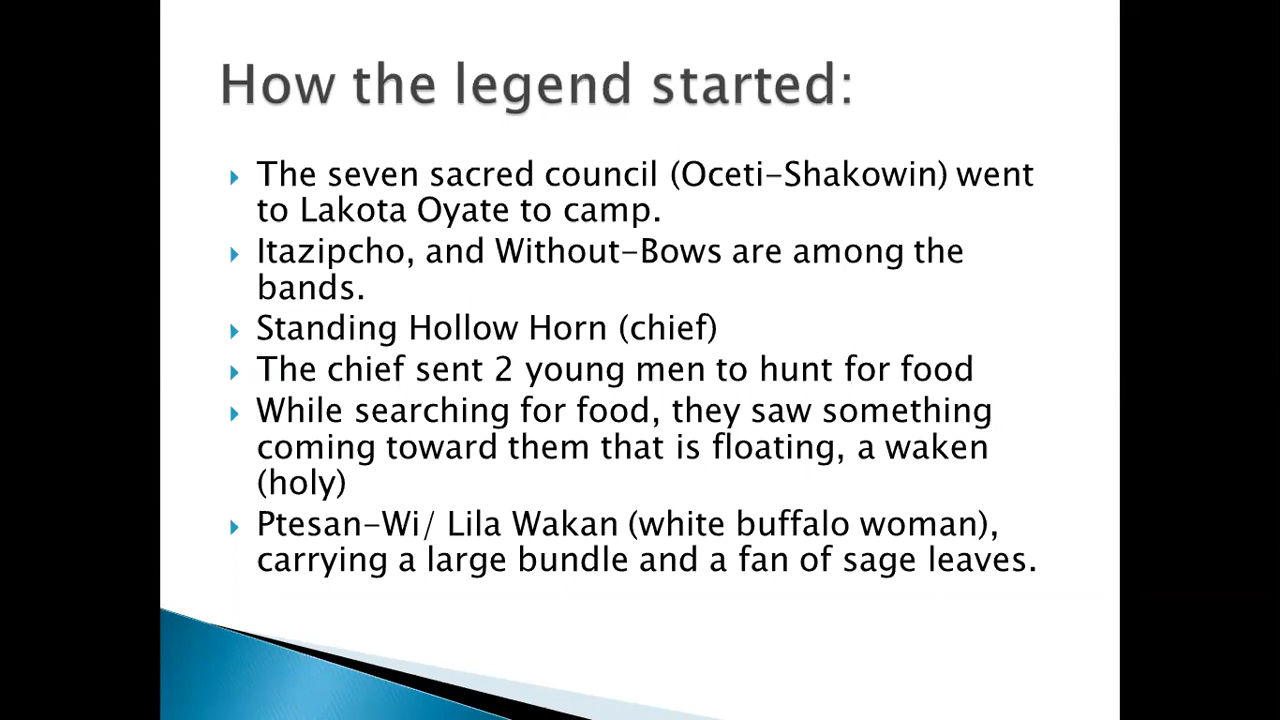 How the legend started:
The seven sacred council (Oceti-Shakowin) went
to Lakota Oyate to camp.
Itazipcho, and Without-Bows are among the
bands.
Standing Hollow Horn (chief)
The chief sent 2 young men to hunt for food
While searching for food, they saw something
coming toward them that is floating, a waken
(holy)
Ptesan-Wi/ Lila Wakan (white buffalo woman),
carrying a large bundle and a fan of sage leaves.